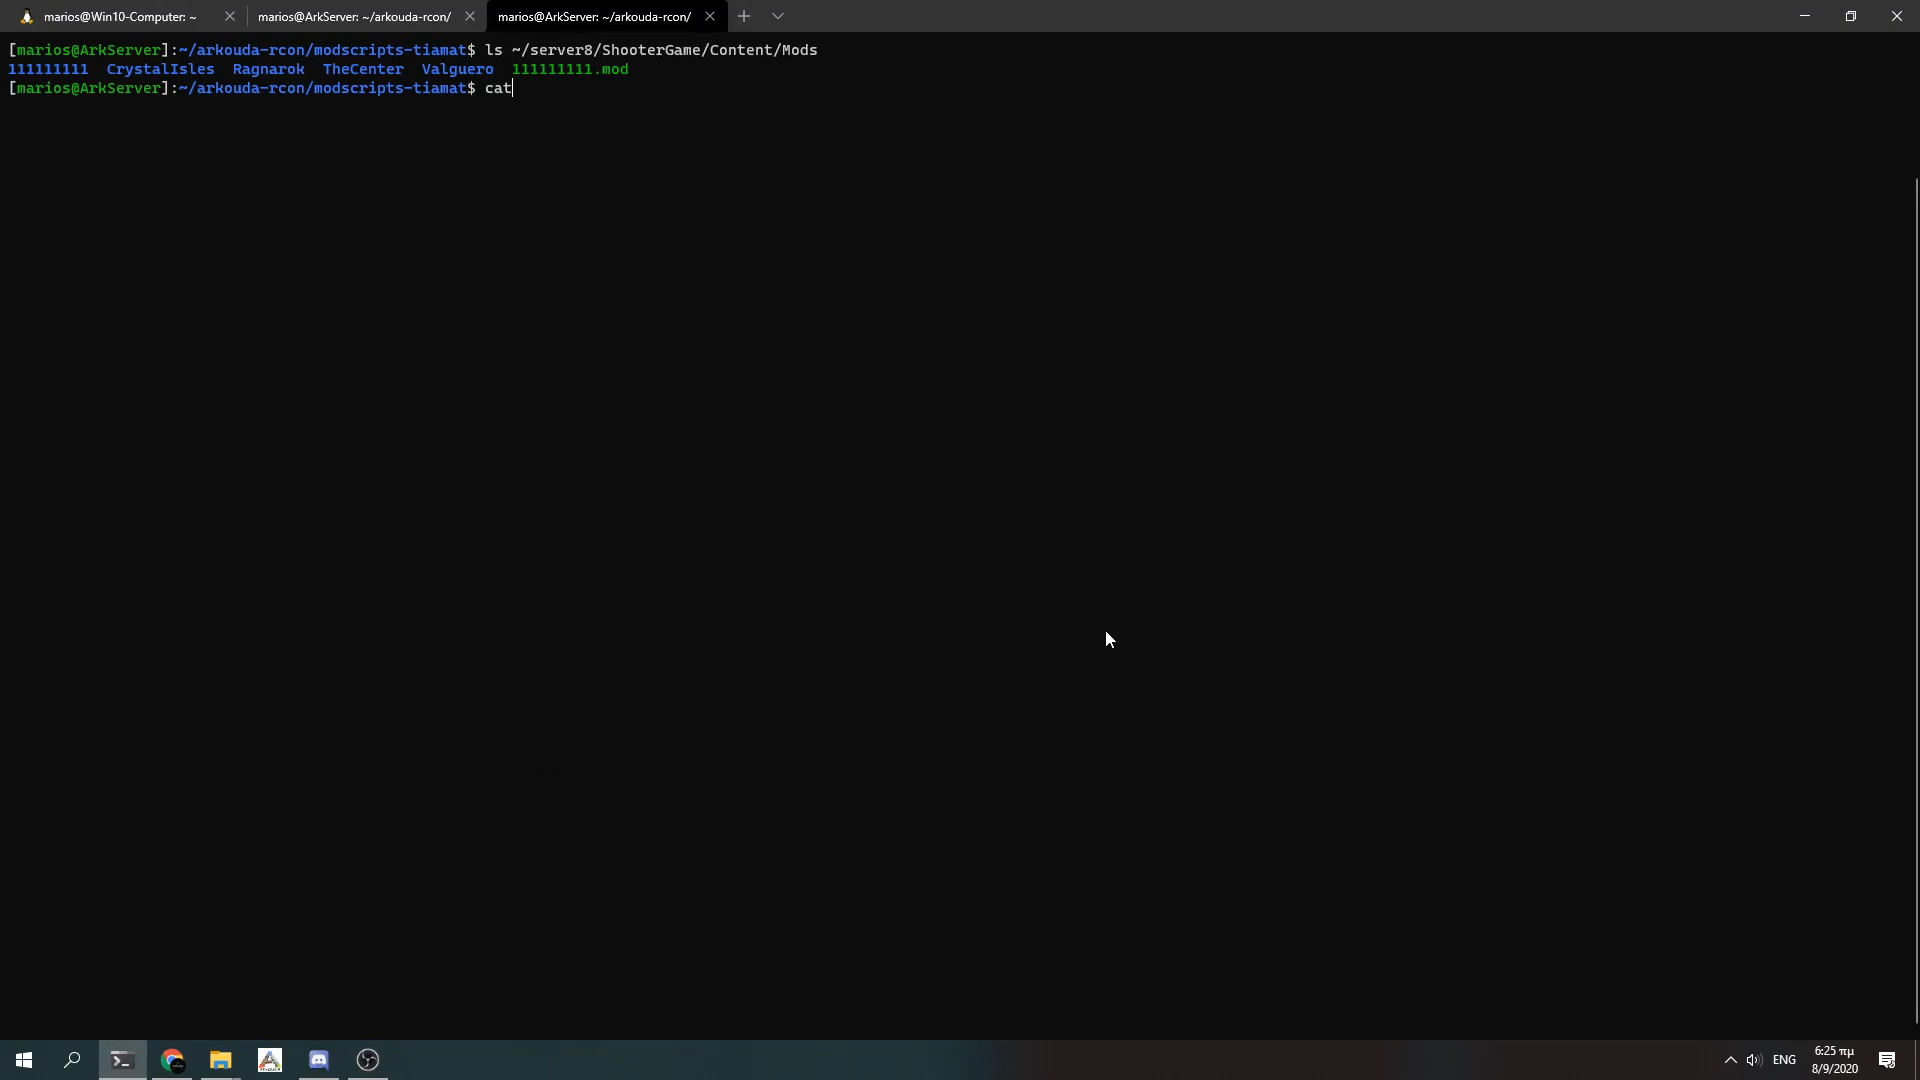 marios@Win10-Computer: ~
marios@ArkServer: ~/arkouda-rcon/
marios@ArkServer: ~/arkouda-rcon/
[marios@ArkServer]:~/arkouda-rcon/modscripts-tiamat$ ls ~/server8/ShooterGame/Content/Mods
111111111  CrystalIsles  Ragnarok  TheCenter  Valguero  111111111.mod
[marios@ArkServer]:~/arkouda-rcon/modscripts-tiamat$ cat
ENG
6:25 πμ
8/9/2020